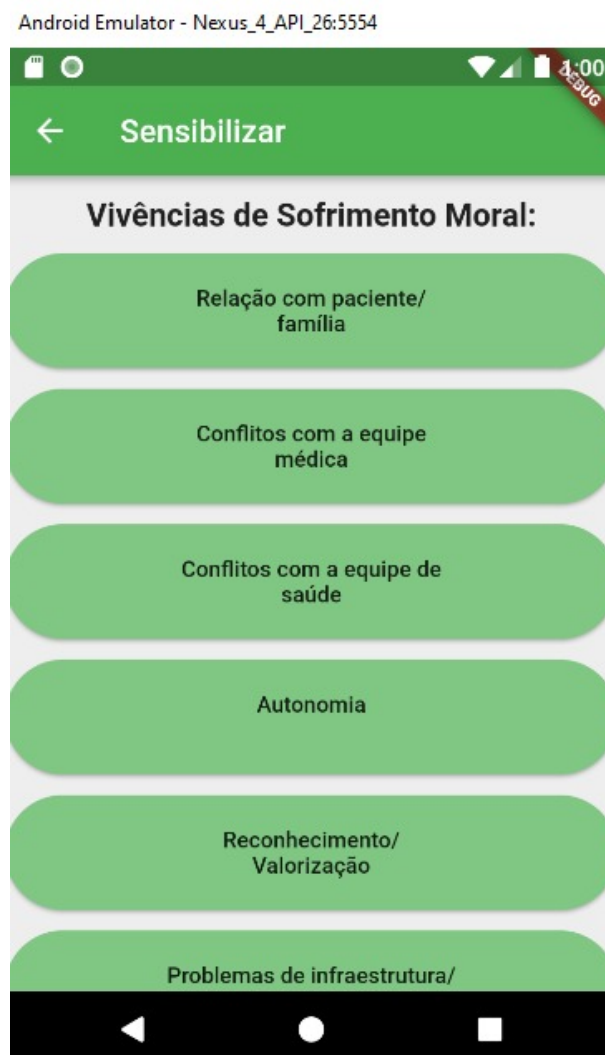 Android Emulator - Nexus_4_API_26:5554
1:00
DEBUG
Sensibilizar
Vivências de Sofrimento Moral:
Relação com paciente/
família
Conflitos com a equipe
médica
Conflitos com a equipe de
saúde
Autonomia
Reconhecimento/
Valorização
Problemas de infraestrutura/